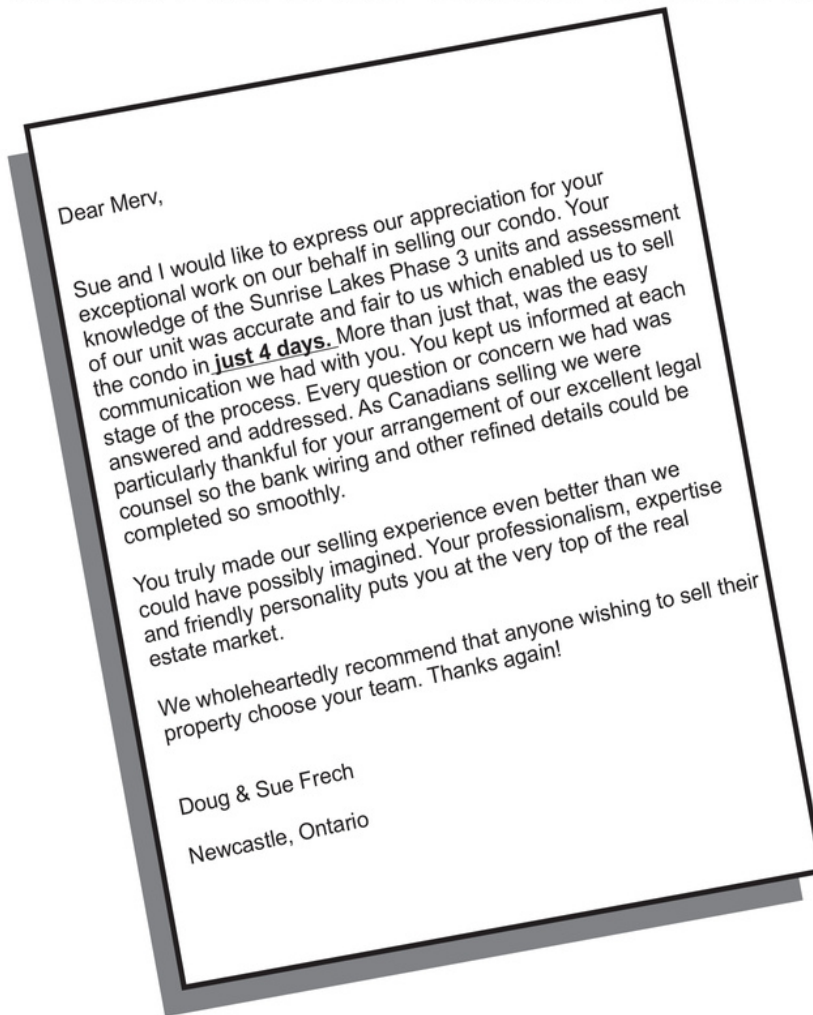 Dear Merv,
Sue and I would like to express our appreciation for your
exceptional work on our behalf in selling our condo. Your
knowledge of the Sunrise Lakes Phase 3 units and assessment
of our unit was accurate and fair to us which enabled us to sell
the condo in just 4 days. More than just that, was the easy
communication we had with you. You kept us informed at each
stage of the process. Every question or concern we had was
answered and addressed. As Canadians selling we were
particularly thankful for your arrangement of our excellent legal
counsel so the bank wiring and other refined details could be
completed so smoothly.
You truly made our selling experience even better than we
could have possibly imagined. Your professionalism, expertise
and friendly personality puts you at the very top of the real
estate market.
We wholeheartedly recommend that anyone wishing to sell their
property choose your team. Thanks again!
Doug & Sue Frech
Newcastle, Ontario